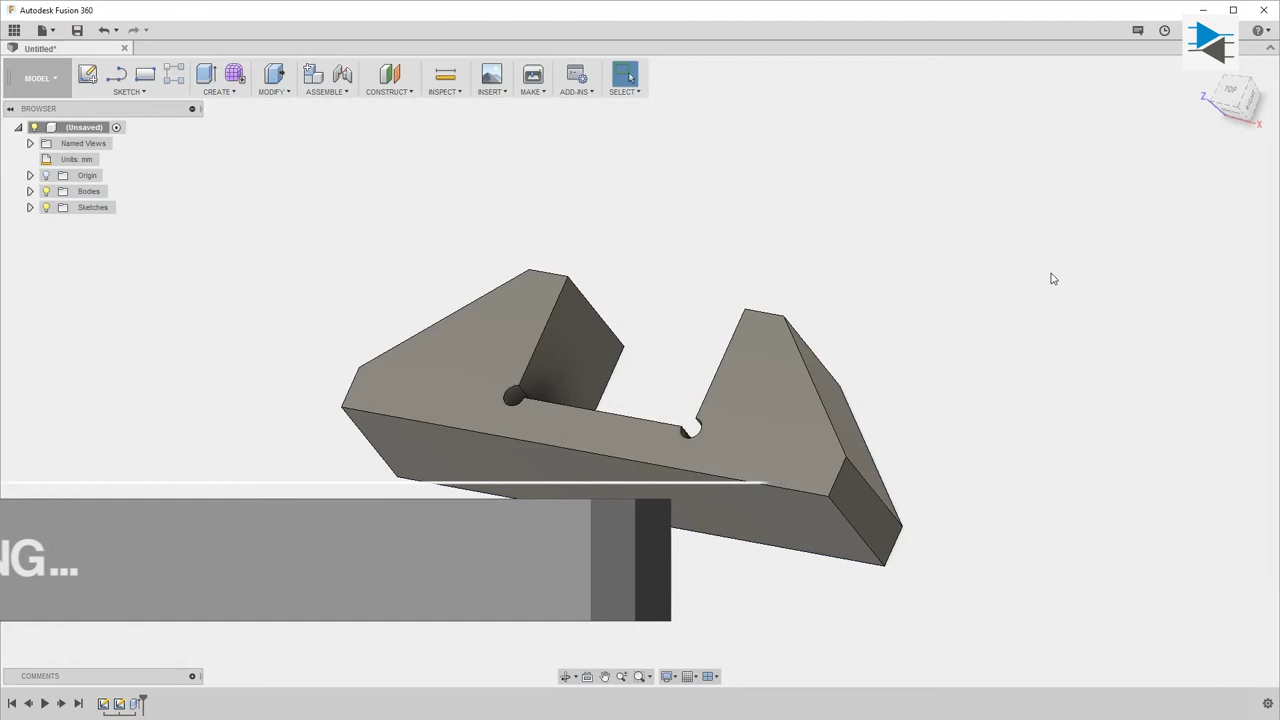 Autodesk Fusion 360
Untitled*
MODEL
SKETCH
CREATE
MODIFY
ASSEMBLE
CONSTRUCT
INSPECT
INSERT
MAKE
ADD-INS
SELECT
TOP
Z
X
BROWSER
(Unsaved)
Named Views
Units: mm
Origin
Bodies
Sketches
NG...
COMMENTS